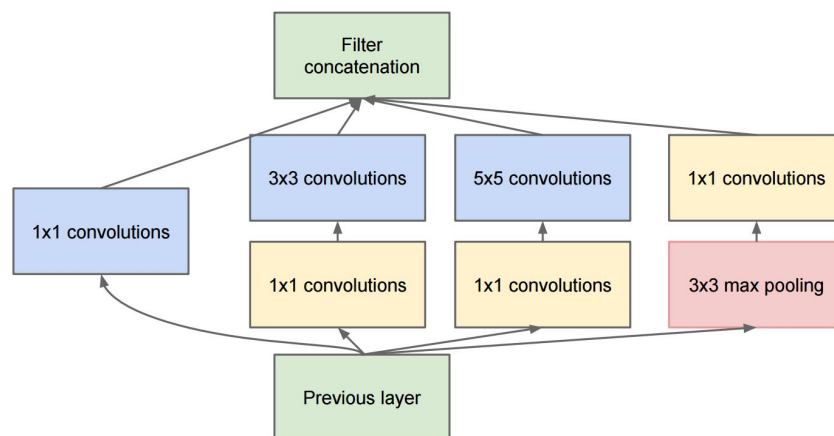 Filter
concatenation
3x3 convolutions
5x5 convolutions
1x1 convolutions
1x1 convolutions
1x1 convolutions
1x1 convolutions
3x3 max pooling
Previous layer